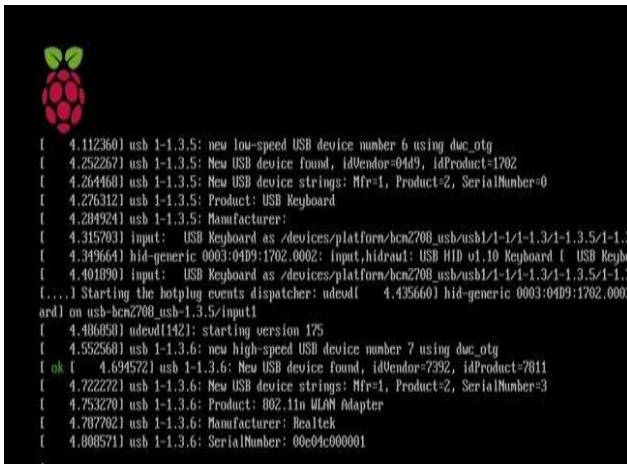 [    4.112360] usb 1-1.3.5: new low-speed USB device number 6 using dwc_otg
[    4.252267] usb 1-1.3.5: New USB device found, idVendor=04d9, idProduct=1702
[    4.264468] usb 1-1.3.5: New USB device strings: Mfr=1, Product=2, SerialNumber=0
[    4.276312] usb 1-1.3.5: Product: USB Keyboard
[    4.284924] usb 1-1.3.5: Manufacturer:
[    4.315703] input:   USB Keyboard as /devices/platform/bcm2708_usb/usb1/1-1/1-1.3/1-1.3.5/1-1.
[    4.349664] hid-generic 0003:04D9:1702.0002: input,hidraw1: USB HID v1.10 Keyboard [  USB Keyb
[    4.401890] input:   USB Keyboard as /devices/platform/bcm2708_usb/usb1/1-1/1-1.3/1-1.3.5/1-1.
[....] Starting the hotplug events dispatcher: udevd[    4.435660] hid-generic 0003:04D9:1702.000
ard] on usb-bcm2708_usb-1.3.5/input1
[    4.486858] udevd[142]: starting version 175
[    4.552568] usb 1-1.3.6: new high-speed USB device number 7 using dwc_otg
[ ok [    4.694572] usb 1-1.3.6: New USB device found, idVendor=7392, idProduct=7811
[    4.722272] usb 1-1.3.6: New USB device strings: Mfr=1, Product=2, SerialNumber=3
[    4.753270] usb 1-1.3.6: Product: 802.11n WLAN Adapter
[    4.787702] usb 1-1.3.6: Manufacturer: Realtek
[    4.808571] usb 1-1.3.6: SerialNumber: 00e04c000001